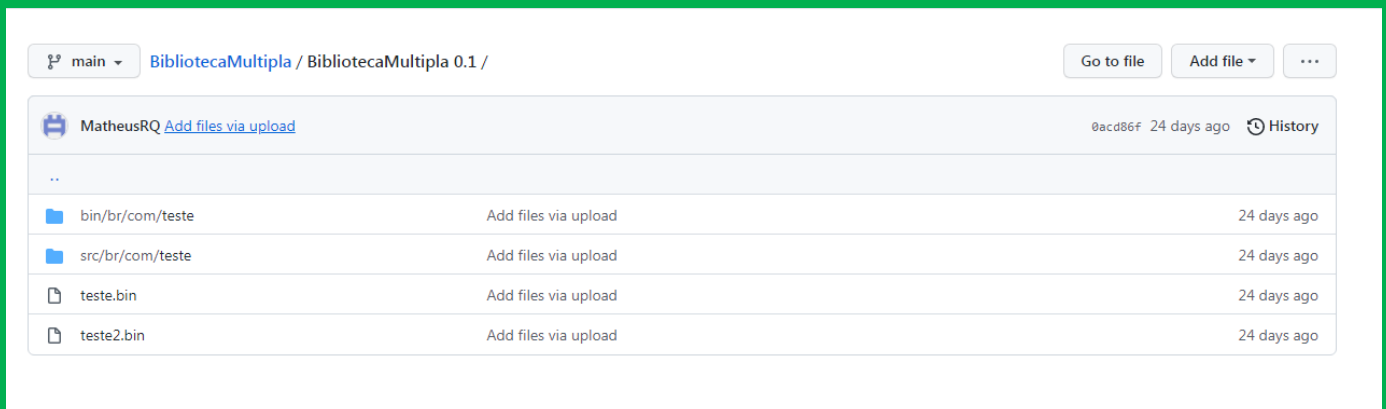 main BibliotecaMultipla / BibliotecaMultipla 0.1 / Go to file Add file ...
MatheusRQ Add files via upload 0acd86f 24 days ago History
..
bin/br/com/teste Add files via upload 24 days ago
src/br/com/teste Add files via upload 24 days ago
teste.bin Add files via upload 24 days ago
teste2.bin Add files via upload 24 days ago